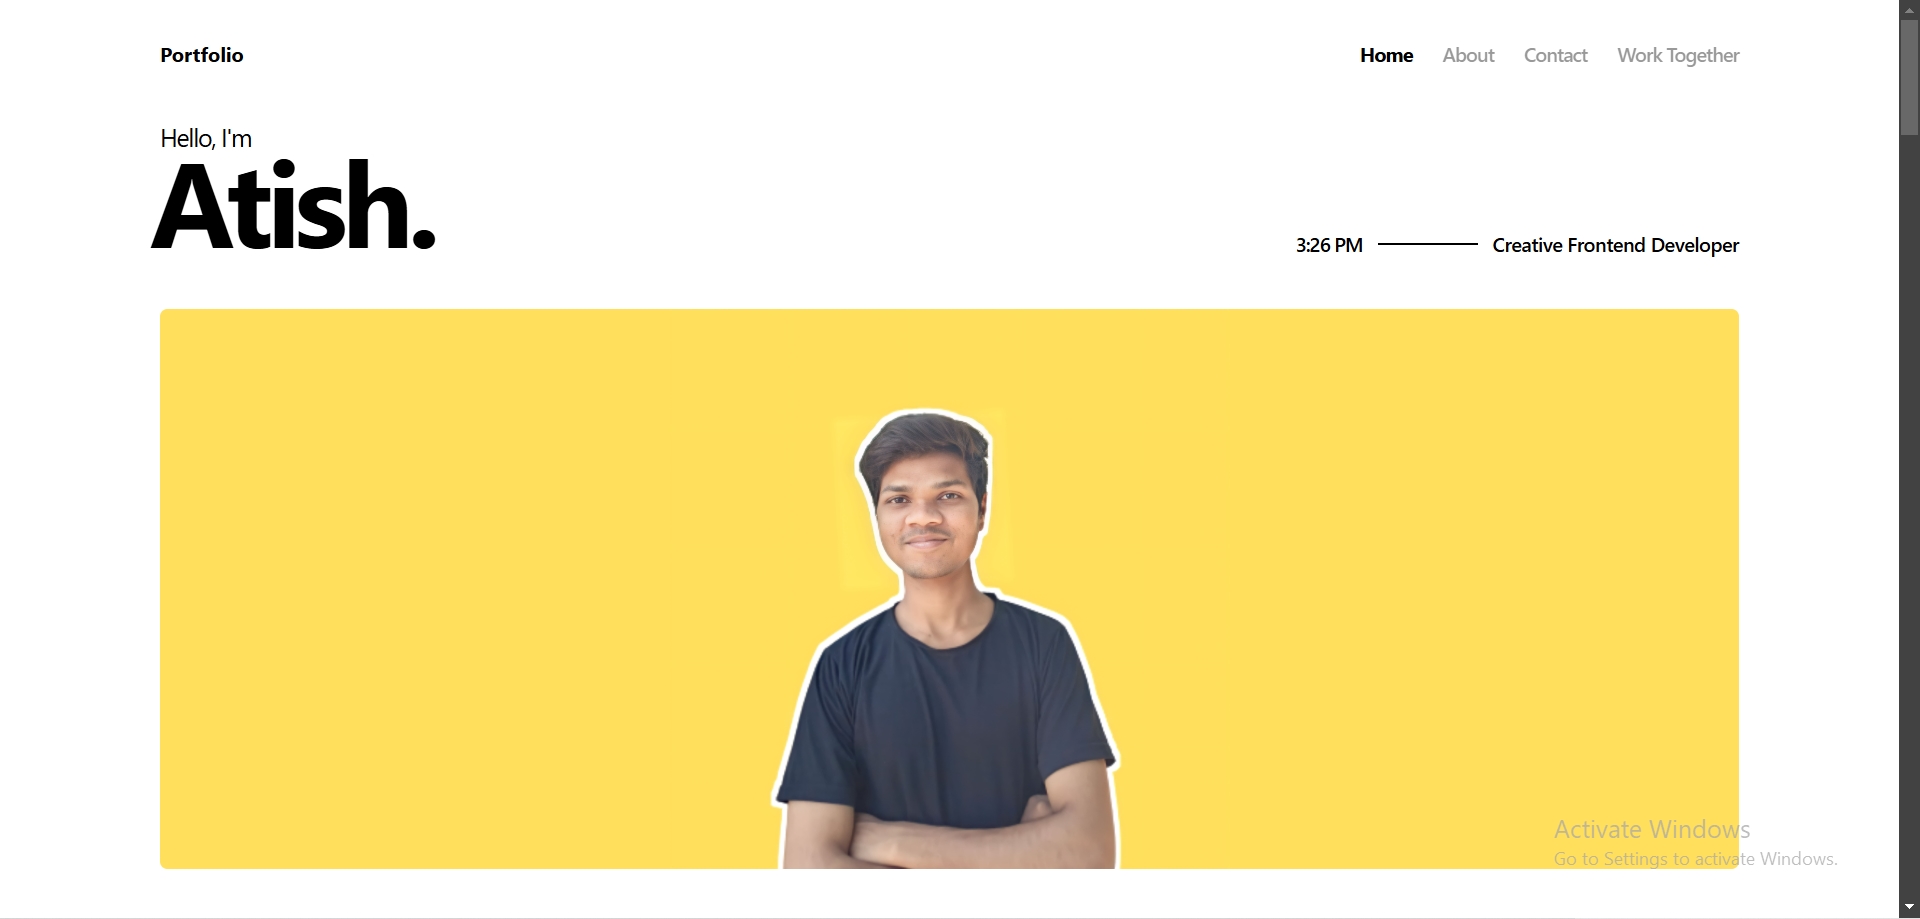 Portfolio
Home About Contact Work Together
Hello, I'm
Atish.
3:26 PM Creative Frontend Developer
Activate Windows
Go to Settings to activate Windows.